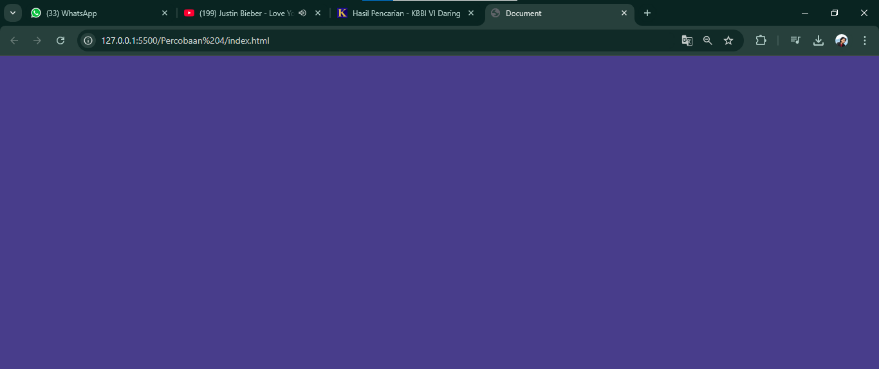 (33) WhatsApp
(199) Justin Bieber - Love Yo
Hasil Pencarian - KBBI VI Daring
Document
127.0.0.1:5500/Percobaan%204/index.html